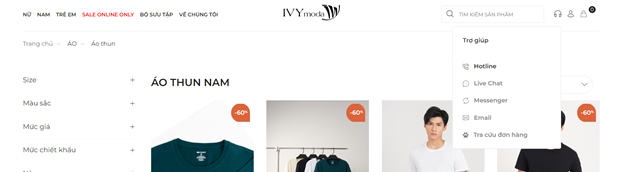 NỮ NAM TRẺ EM SALE ONLINE ONLY BỘ SƯU TẬP VỀ CHÚNG TÔI
IVY moda
TÌM KIẾM SẢN PHẨM
0
Trang chủ ÁO Áo thun
Trợ giúp
Hotline
Live Chat
Messenger
Email
Tra cứu đơn hàng
Size +
Màu sắc +
Mức giá +
Mức chiết khấu +
ÁO THUN NAM
-60%
-60%
-60%